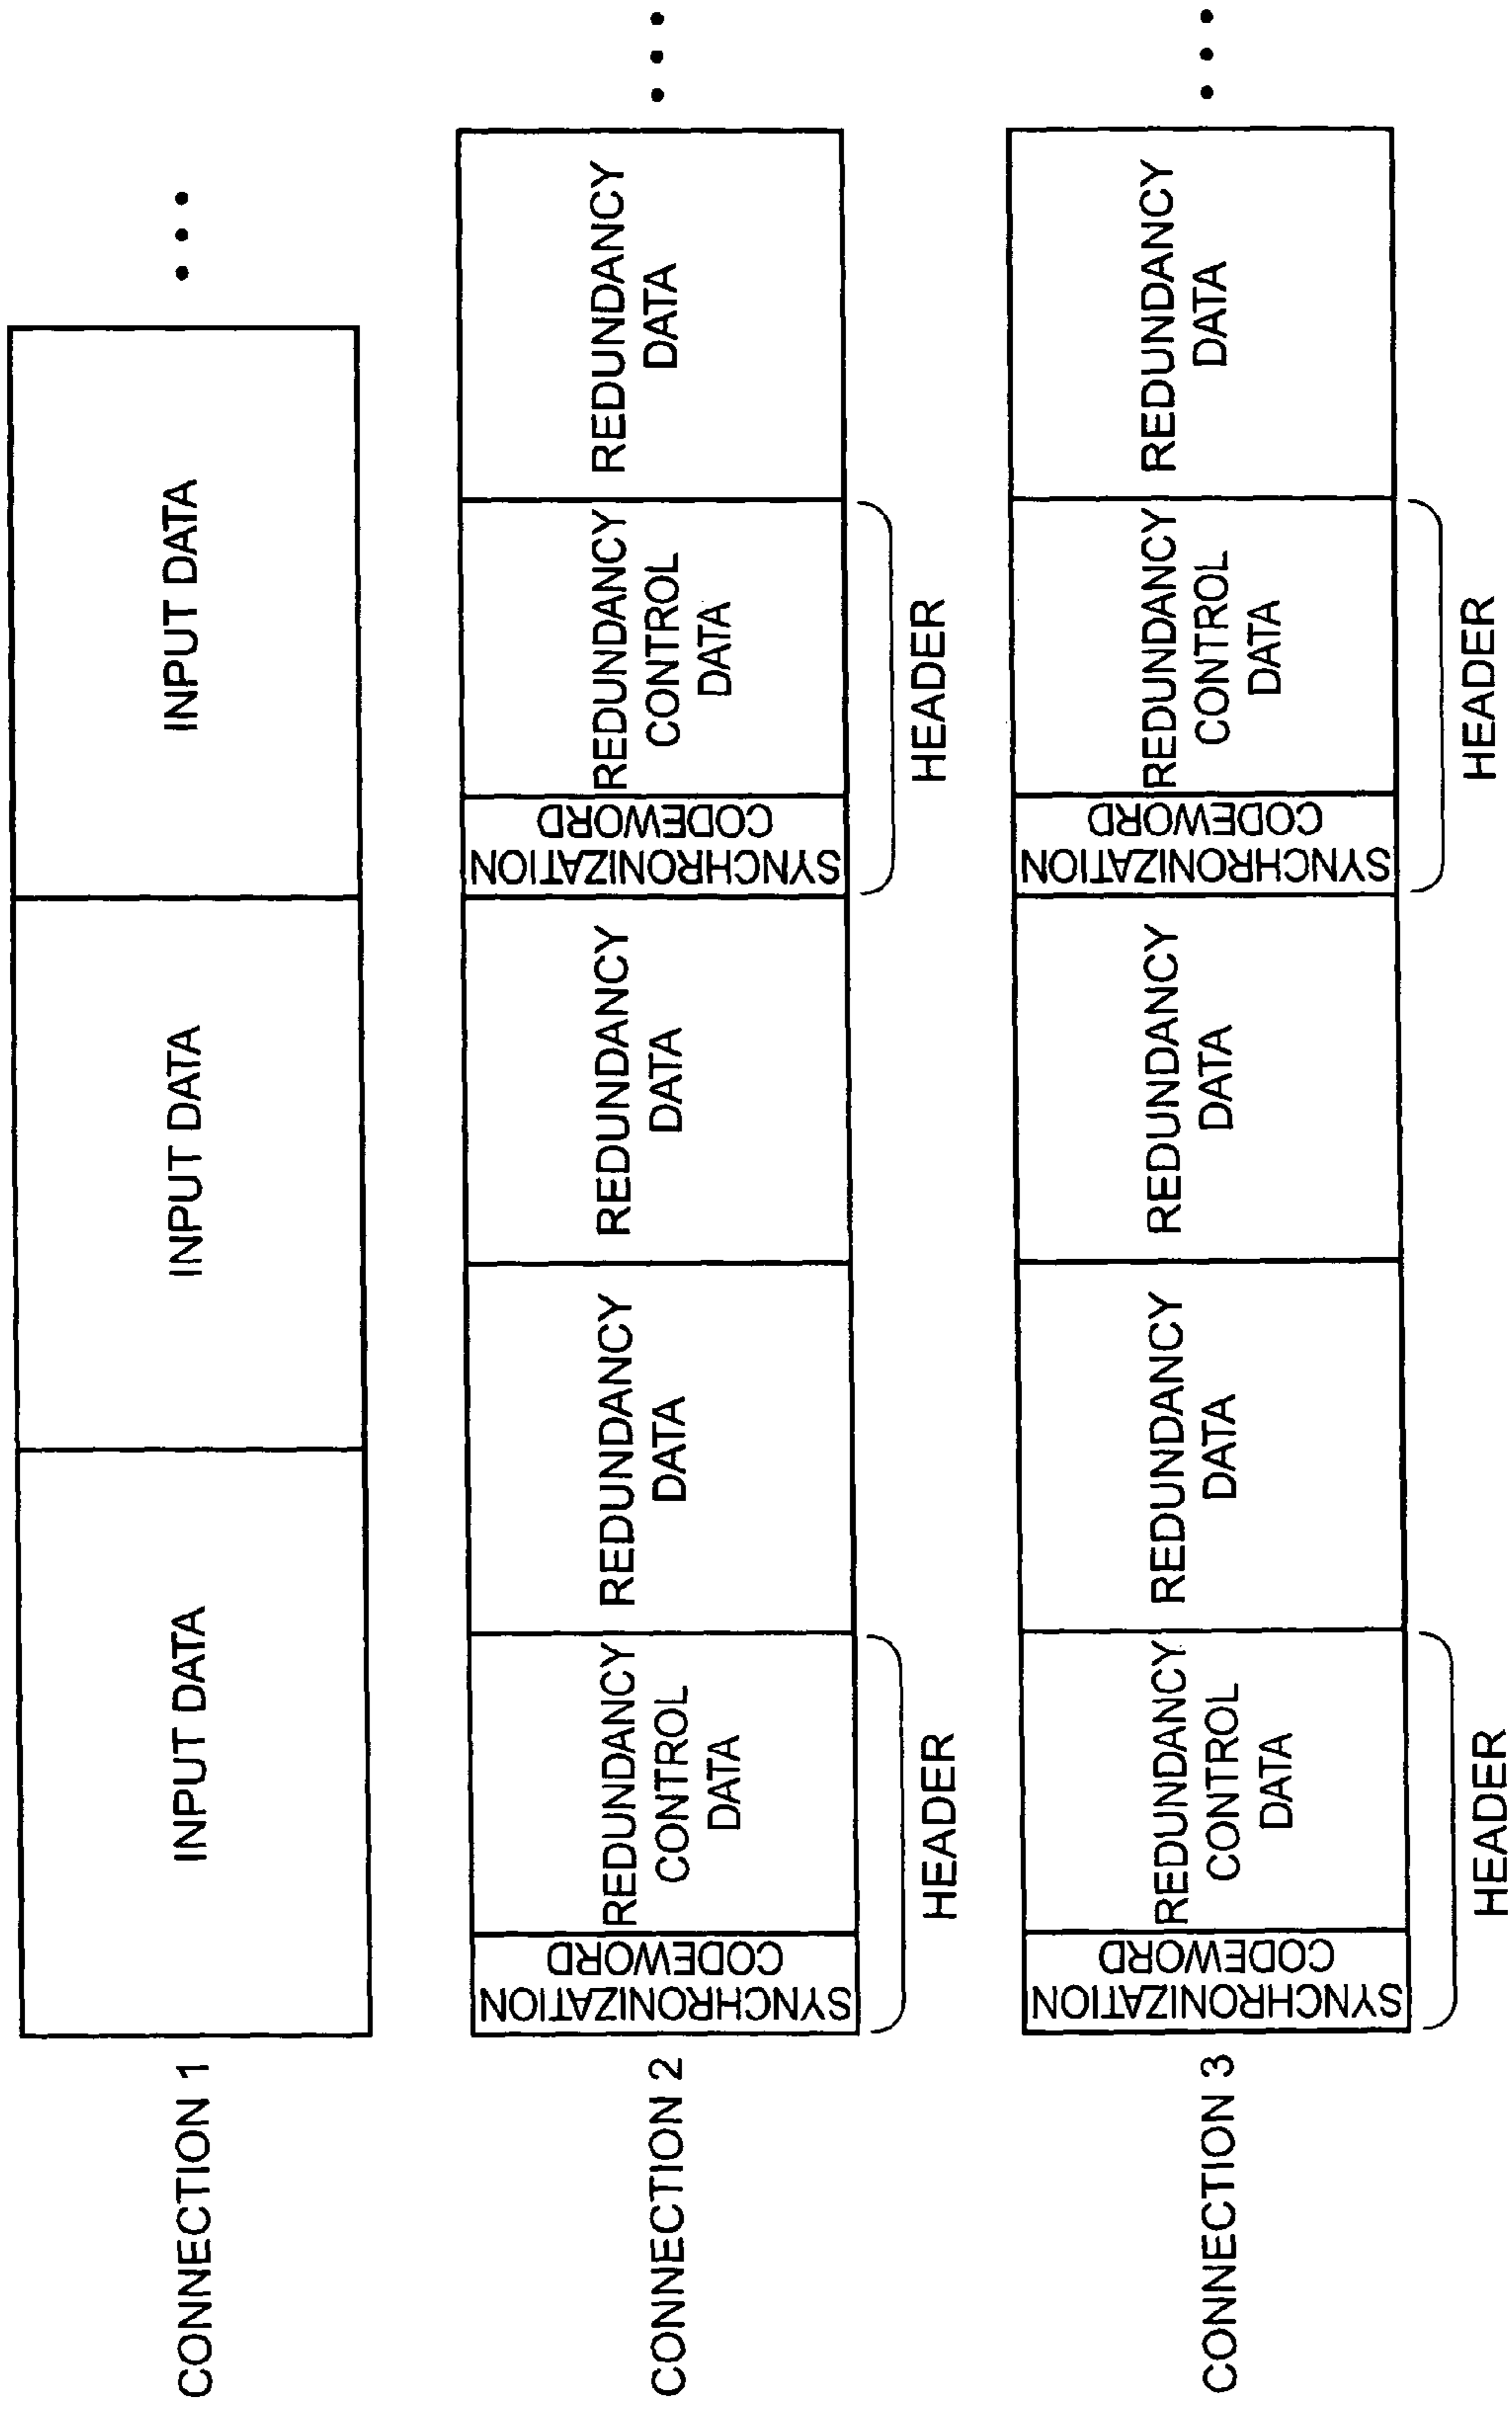 CONNECTION 1
INPUT DATA
INPUT DATA
INPUT DATA
• • •
CONNECTION 2
SYNCHRONIZATION
CODEWORD
REDUNDANCY
CONTROL
DATA
REDUNDANCY
DATA
REDUNDANCY
DATA
SYNCHRONIZATION
CODEWORD
REDUNDANCY
CONTROL
DATA
REDUNDANCY
DATA
• • •
HEADER
HEADER
CONNECTION 3
SYNCHRONIZATION
CODEWORD
REDUNDANCY
CONTROL
DATA
REDUNDANCY
DATA
REDUNDANCY
DATA
SYNCHRONIZATION
CODEWORD
REDUNDANCY
CONTROL
DATA
REDUNDANCY
DATA
• • •
HEADER
HEADER